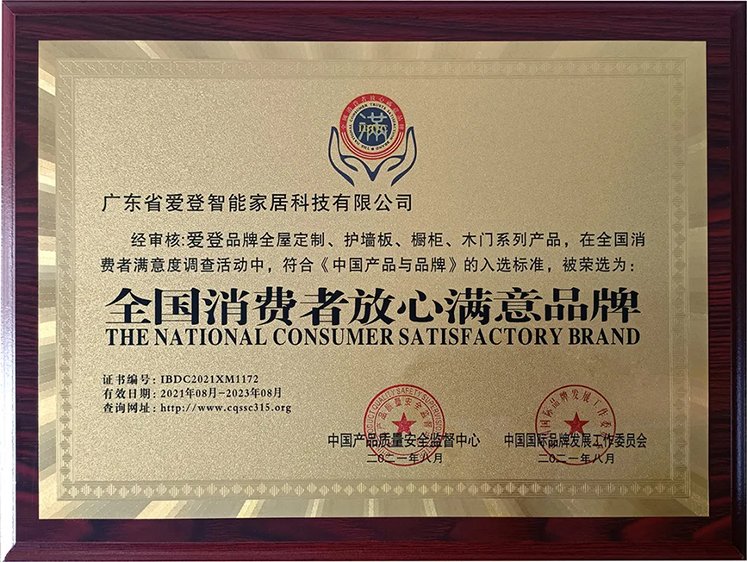 满
广东省爱登智能家居科技有限公司
经审核:爱登品牌全屋定制、护墙板、橱柜、木门系列产品，在全国消
费者满意度调查活动中，符合《中国产品与品牌》的入选标准，被荣选为：
全国消费者放心满意品牌
THE NATIONAL CONSUMER SATISFACTORY BRAND
证书编号：IBDC2021XM1172
有效日期：2021年08月-2023年08月
查询网址：http://www.cqssc315.org
中国产品质量安全监督中心 中国国际品牌发展工作委员会
二〇二一年八月 二〇二一年八月